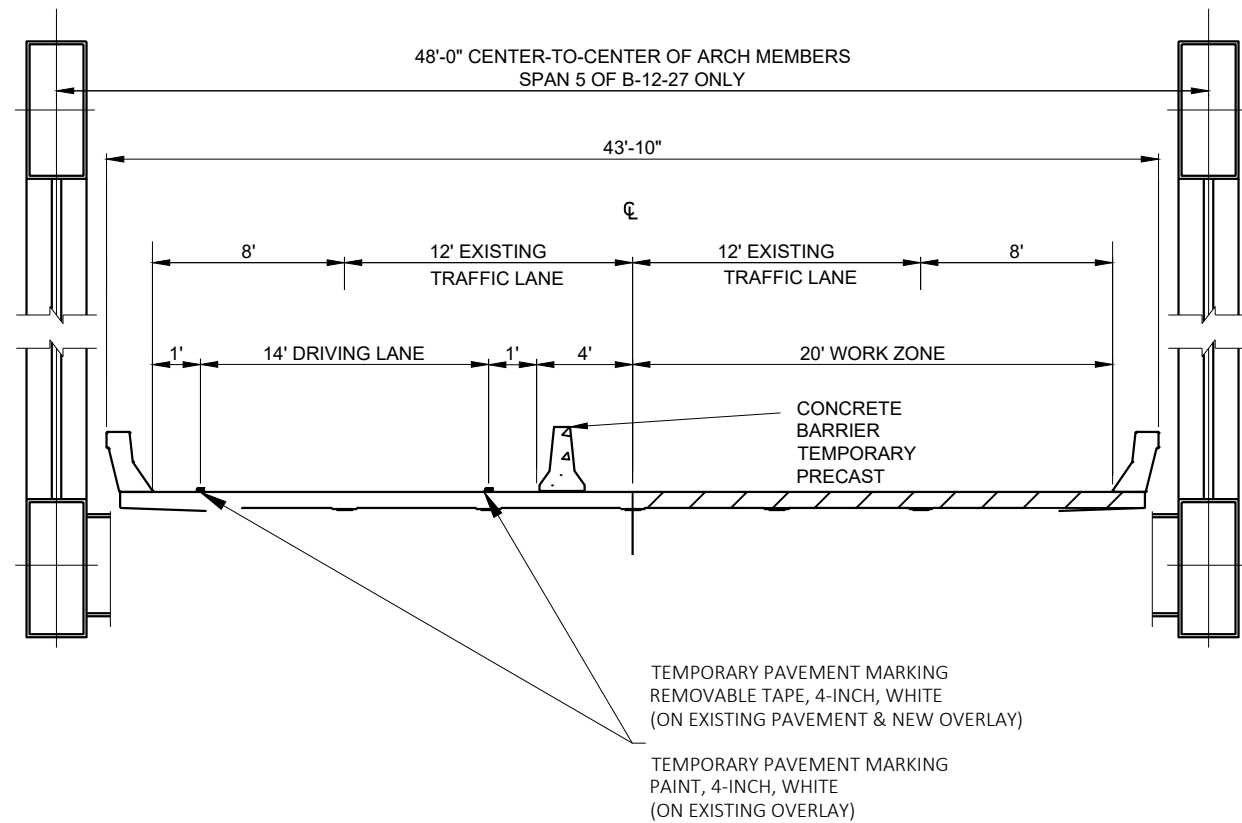 48'-0" CENTER-TO-CENTER OF ARCH MEMBERS
SPAN 5 OF B-12-27 ONLY
43'-10"
℄
8'
12' EXISTING
TRAFFIC LANE
12' EXISTING
TRAFFIC LANE
8'
1'
14' DRIVING LANE
1'
4'
20' WORK ZONE
CONCRETE
BARRIER
TEMPORARY
PRECAST
TEMPORARY PAVEMENT MARKING
REMOVABLE TAPE, 4-INCH, WHITE
(ON EXISTING PAVEMENT & NEW OVERLAY)
TEMPORARY PAVEMENT MARKING
PAINT, 4-INCH, WHITE
(ON EXISTING OVERLAY)